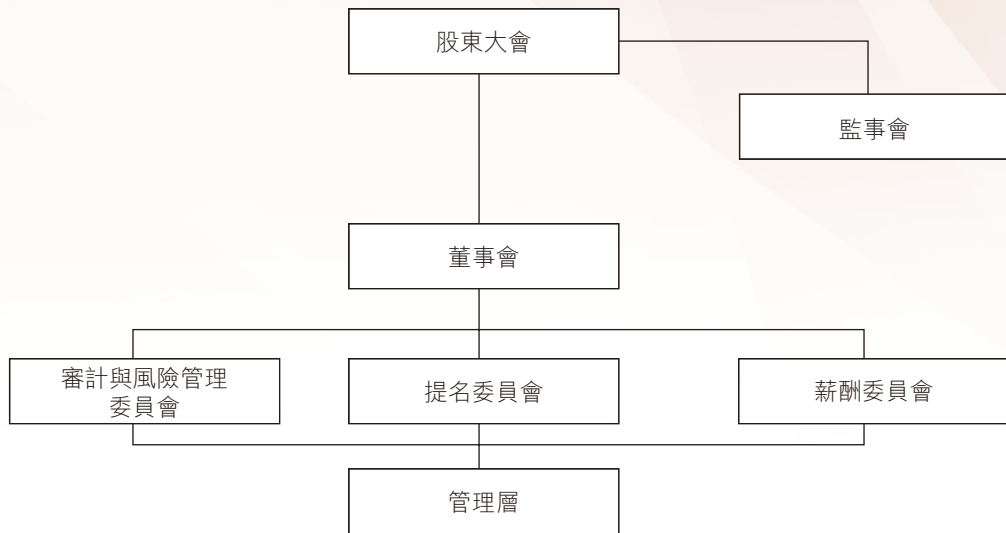 股東大會
監事會
董事會
審計與風險管理
委員會
提名委員會
薪酬委員會
管理層